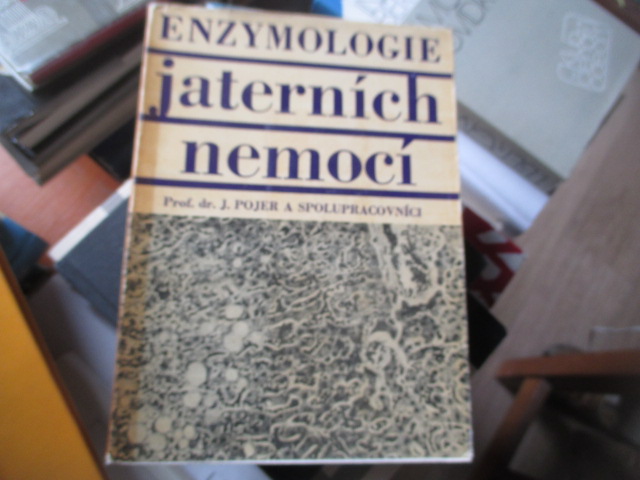 ENZYMOLOGIE
jaterních
nemocí
Prof. dr. J. POJER A SPOLUPRACOVNÍCI